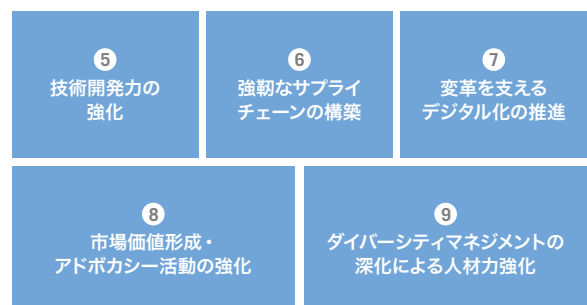 ⑤
技術開発力の
強化
⑥
強靭なサプライ
チェーンの構築
⑦
変革を支える
デジタル化の推進
⑧
市場価値形成・
アドボカシー活動の強化
⑨
ダイバーシティマネジメントの
深化による人材力強化